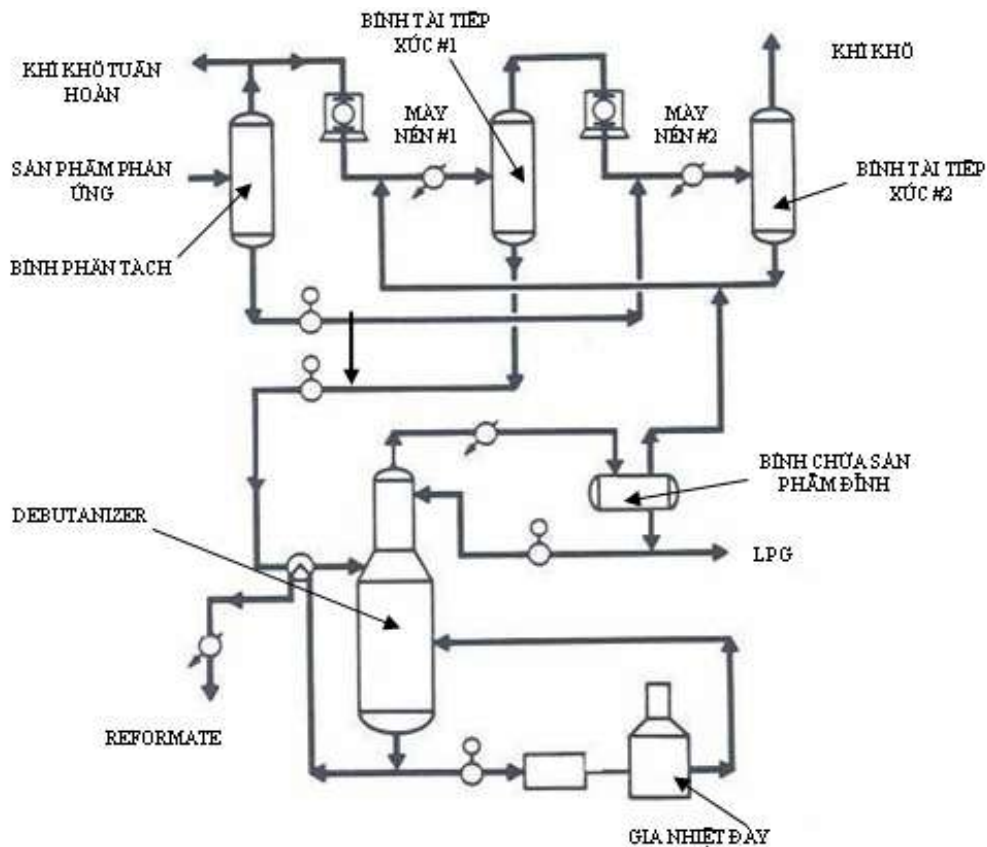 BÌNH TÁI TIẾP
XÚC #1
KHÍ KHÔ TUẦN
HOÀN
KHÍ KHÔ
MÁY
NÉN #1
MÁY
NÉN #2
SẢN PHẨM PHẢN
ỨNG
BÌNH TÁI TIẾP
XÚC #2
BÌNH PHÂN TÁCH
BÌNH CHỨA SẢN
PHẨM ĐỈNH
DEBUTANIZER
LPG
REFORMATE
GIA NHIỆT ĐÁY